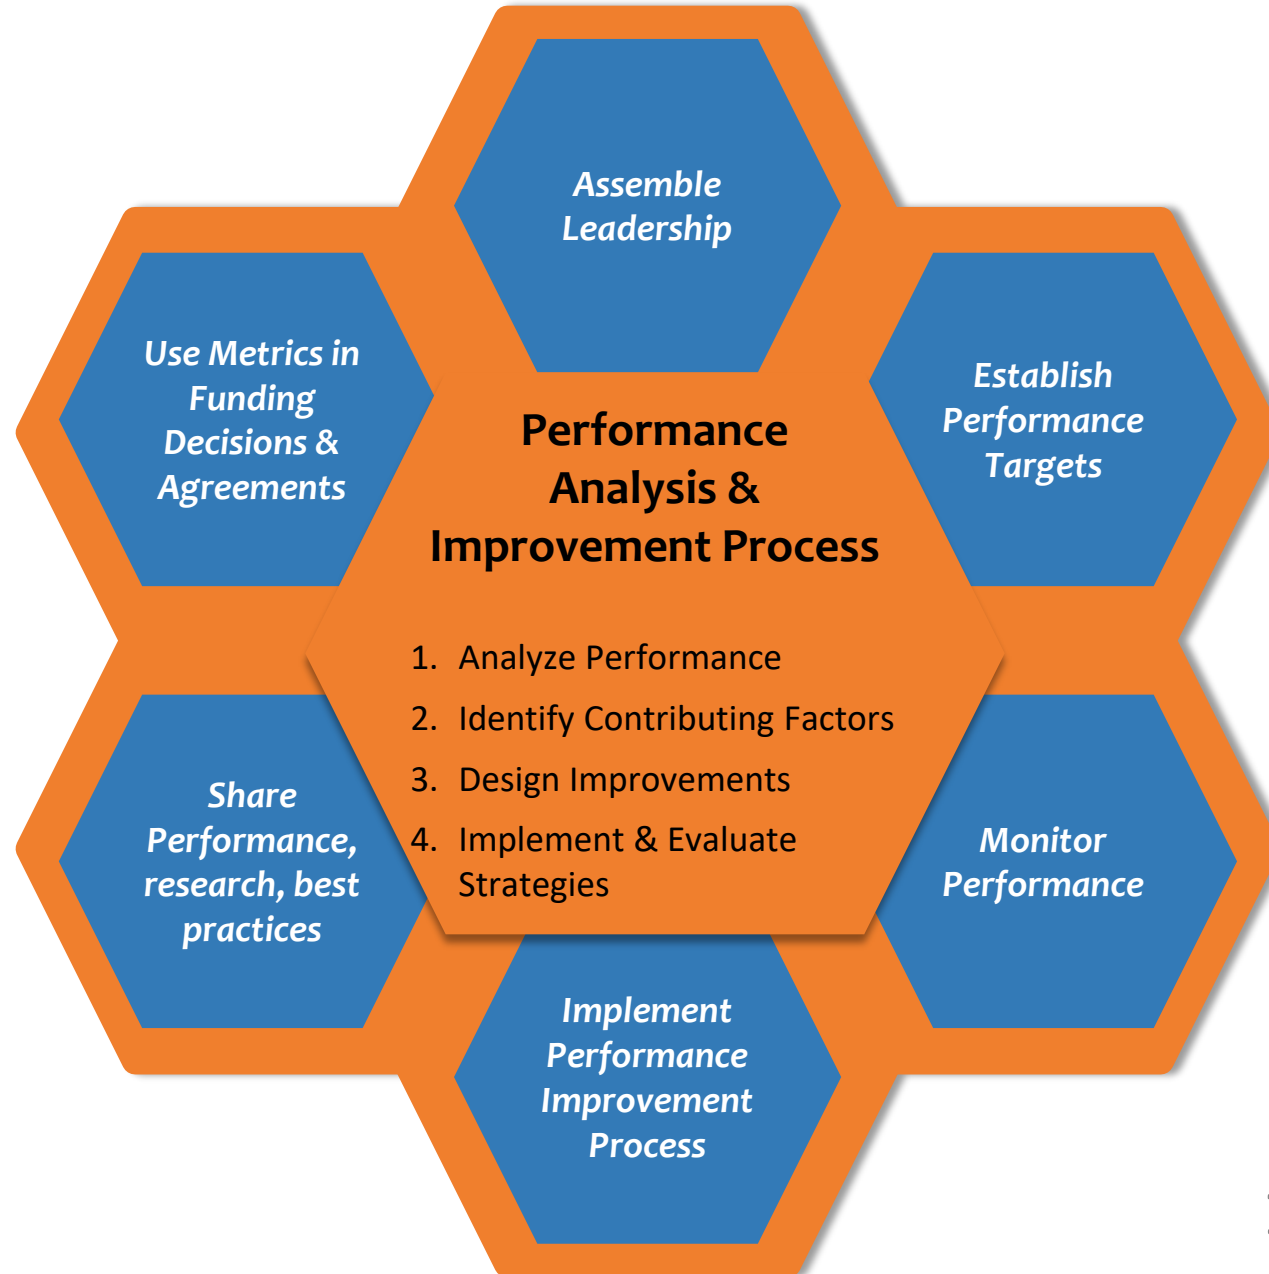 Assemble
Leadership
Use Metrics in
Funding
Decisions &
Agreements
Establish
Performance
Targets
Performance
Analysis &
Improvement Process
1. Analyze Performance
2. Identify Contributing Factors
3. Design Improvements
4. Implement & Evaluate
Strategies
Share
Performance,
research, best
practices
Monitor
Performance
Implement
Performance
Improvement
Process